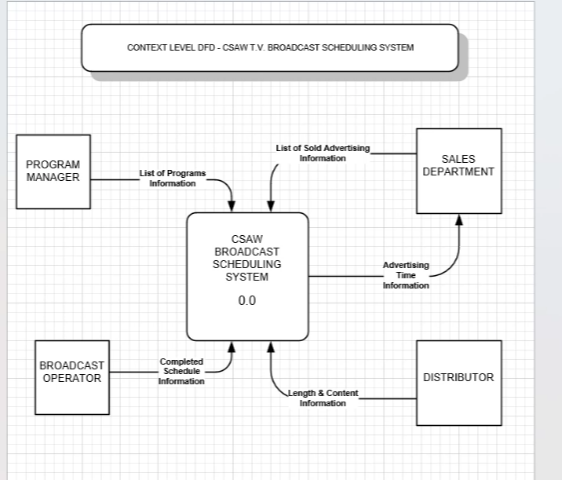 CONTEXT LEVEL DFD - CSAW T.V. BROADCAST SCHEDULING SYSTEM
List of Sold Advertising
Information
PROGRAM
MANAGER
List of Programs
Information
SALES
DEPARTMENT
CSAW
BROADCAST
SCHEDULING
SYSTEM
0.0
Advertising
Time
Information
BROADCAST
OPERATOR
Completed
Schedule
Information
Length & Content
Information
DISTRIBUTOR